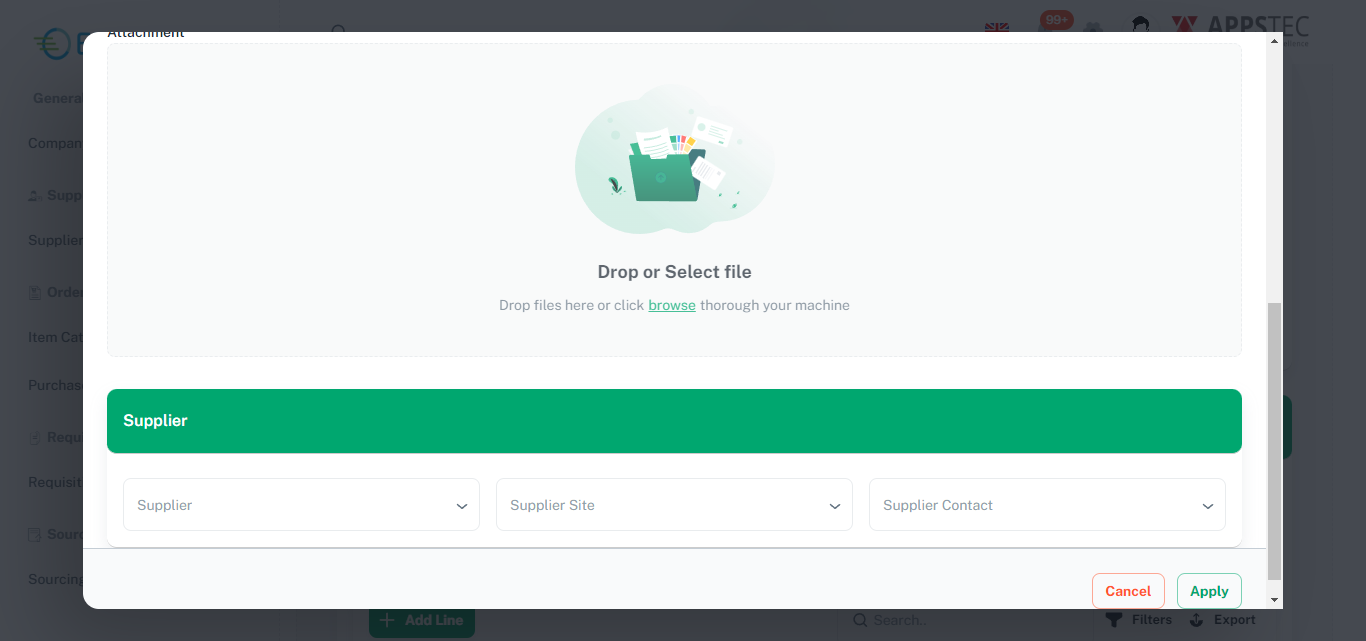 99+
APPSTEC
Attachment
Genera
Compan
Supp
Supplier
Orde
Item Cat
Purchas
Requi
Requisit
Sourc
Sourcing
Drop or Select file
Drop files here or click browse thorough your machine
Supplier
Supplier
Supplier Site
Supplier Contact
Cancel
Apply
Add Line
Search..
Filters
Export